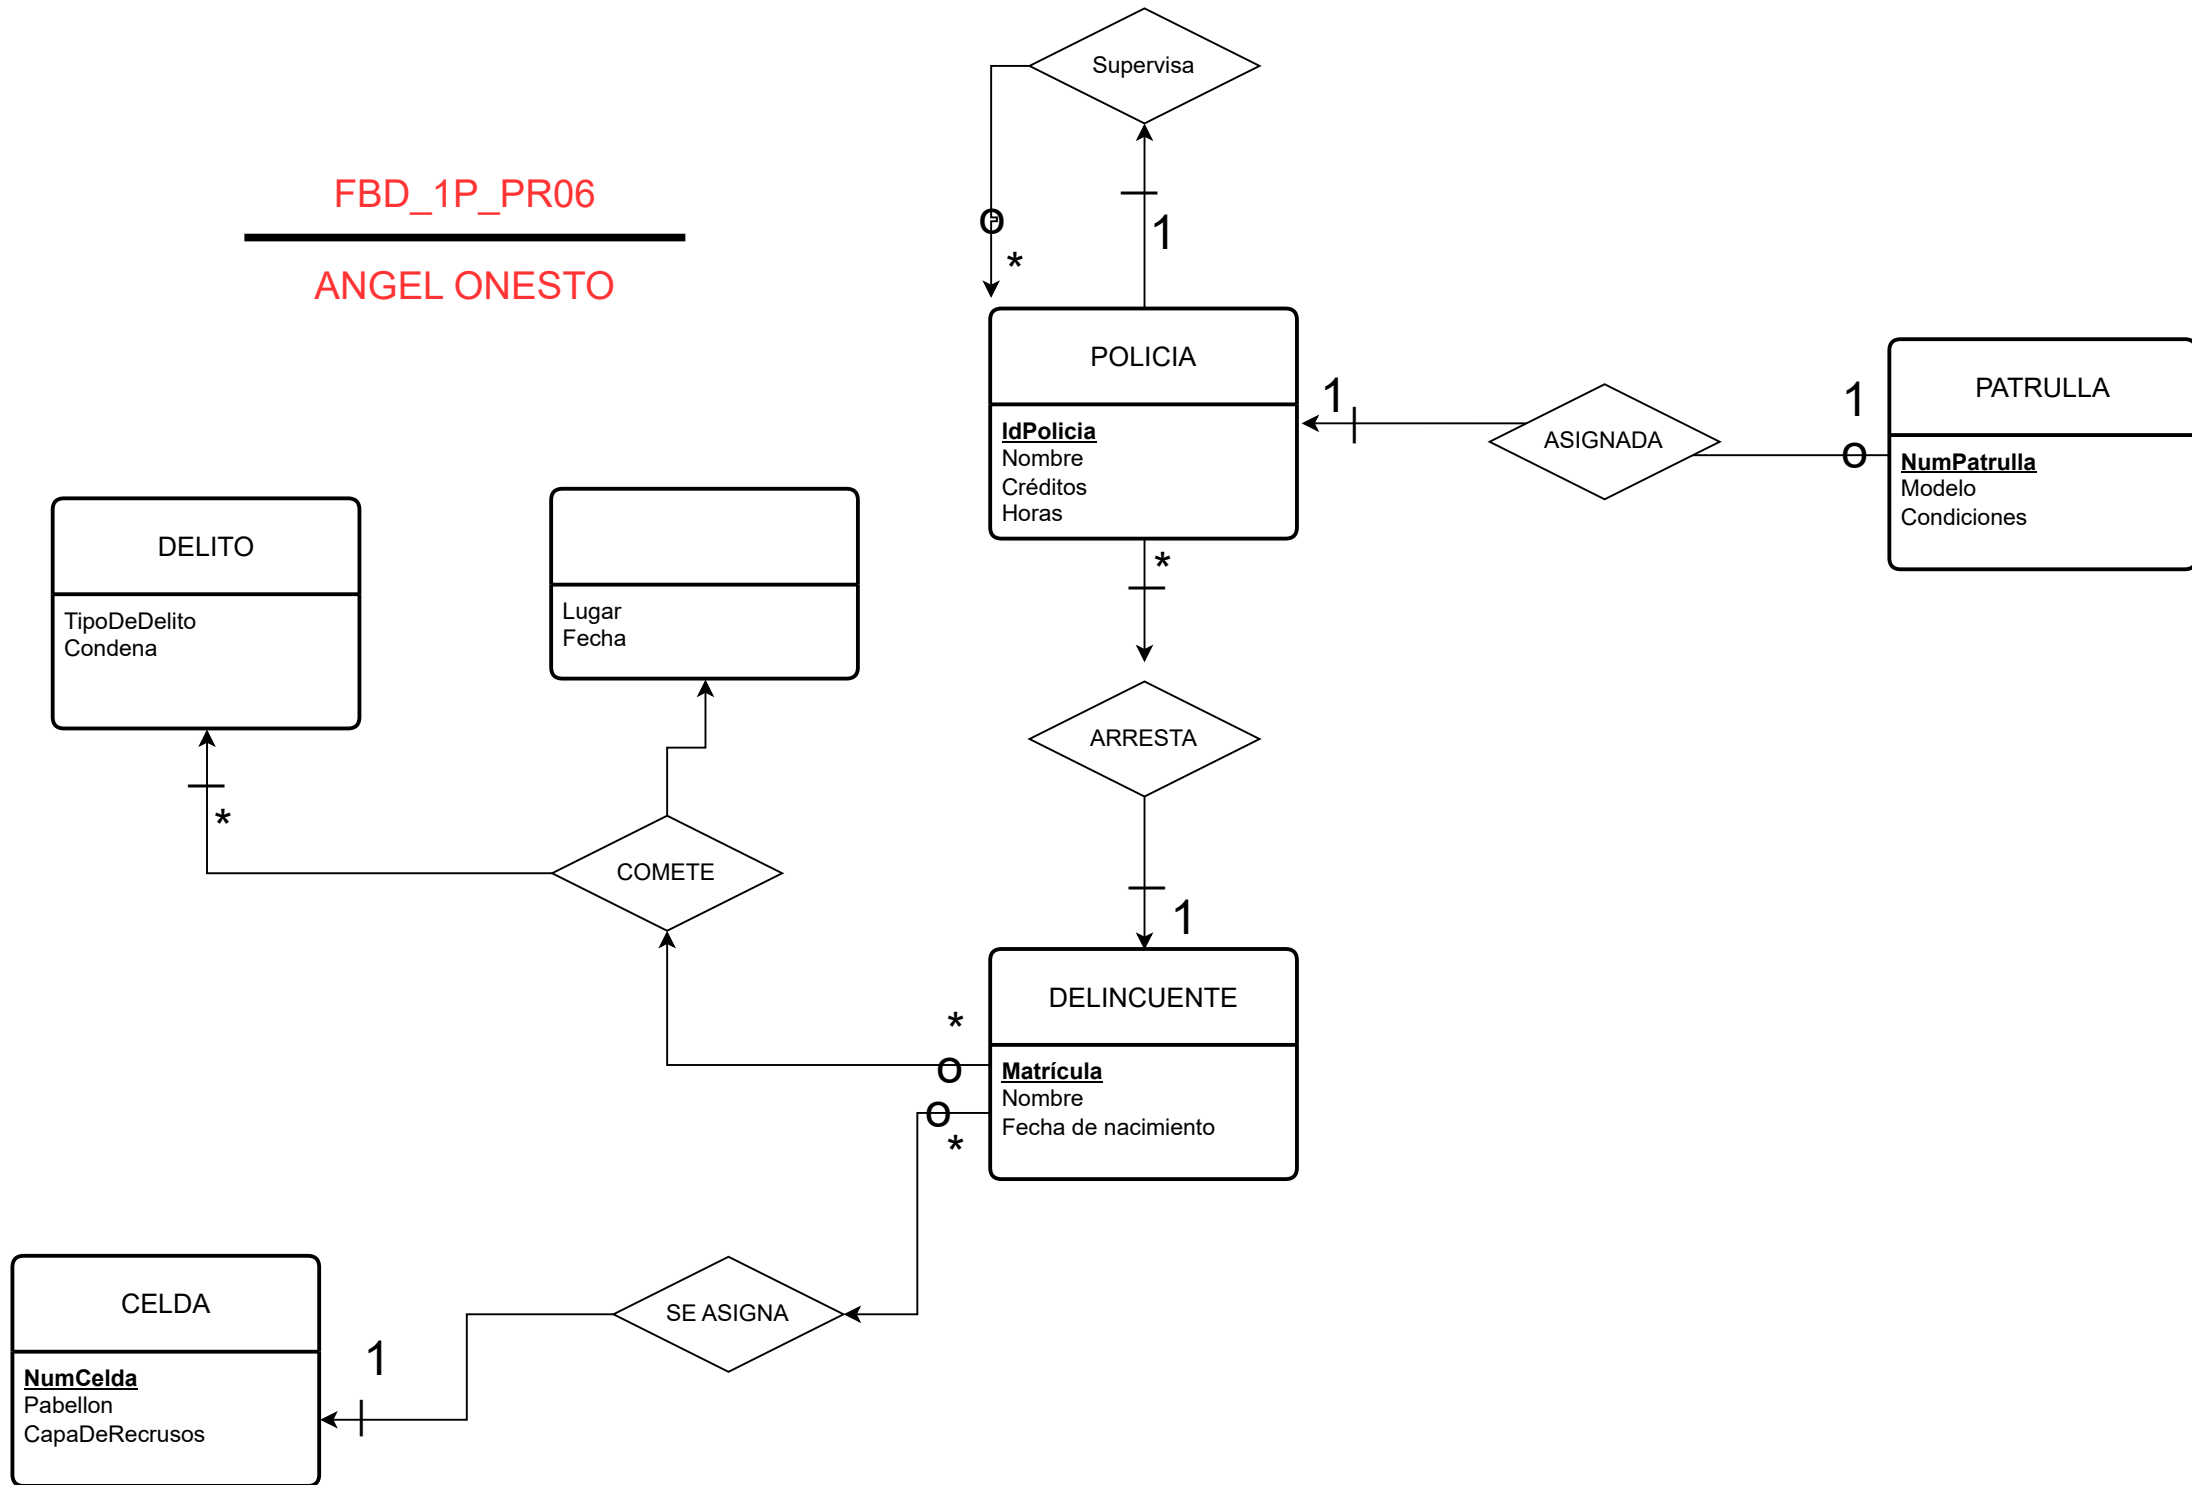 Supervisa
FBD_1P_PR06
ANGEL ONESTO
o
*
1
POLICIA
IdPolicia
Nombre
Créditos
Horas
1
ASIGNADA
1
o
PATRULLA
NumPatrulla
Modelo
Condiciones
DELITO
TipoDeDelito
Condena
Lugar
Fecha
*
ARRESTA
*
COMETE
1
DELINCUENTE
Matrícula
Nombre
Fecha de nacimiento
*
o
o
*
CELDA
NumCelda
Pabellon
CapaDeRecrusos
1
SE ASIGNA